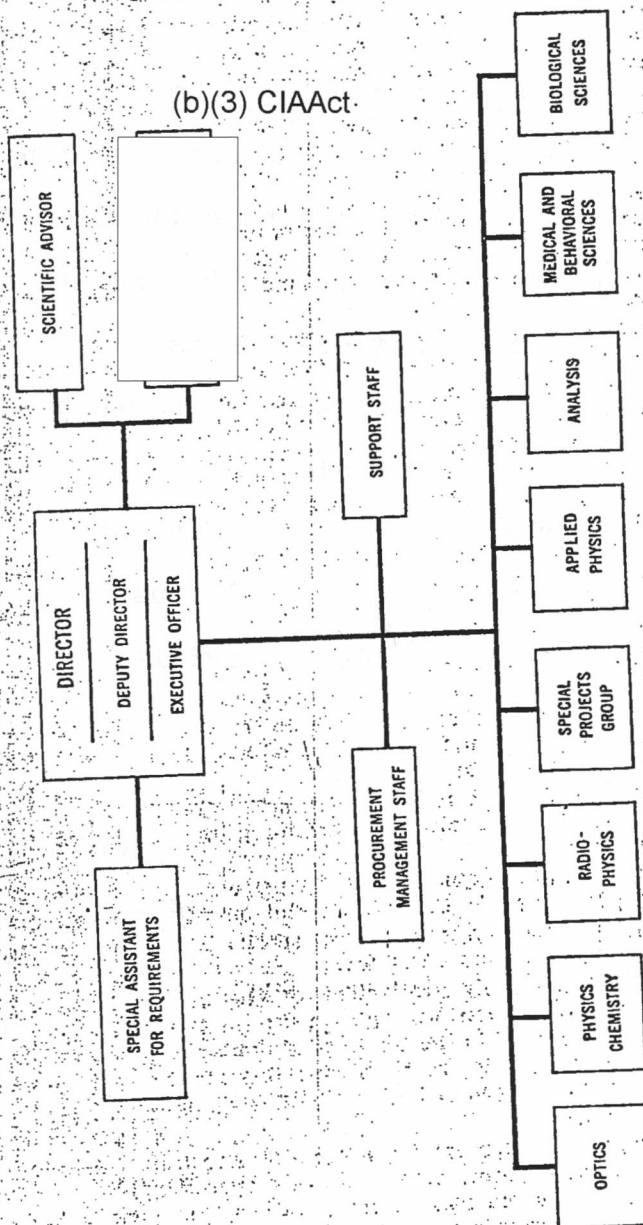 (b)(3) CIAAct
DIRECTOR
DEPUTY DIRECTOR
EXECUTIVE OFFICER
SPECIAL ASSISTANT
FOR REQUIREMENTS
SCIENTIFIC ADVISOR
PROCUREMENT
MANAGEMENT STAFF
SUPPORT STAFF
OPTICS
PHYSICS
CHEMISTRY
RADIO-
PHYSICS
SPECIAL
PROJECTS
GROUP
APPLIED
PHYSICS
ANALYSIS
MEDICAL AND
BEHAVIORAL
SCIENCES
BIOLOGICAL
SCIENCES